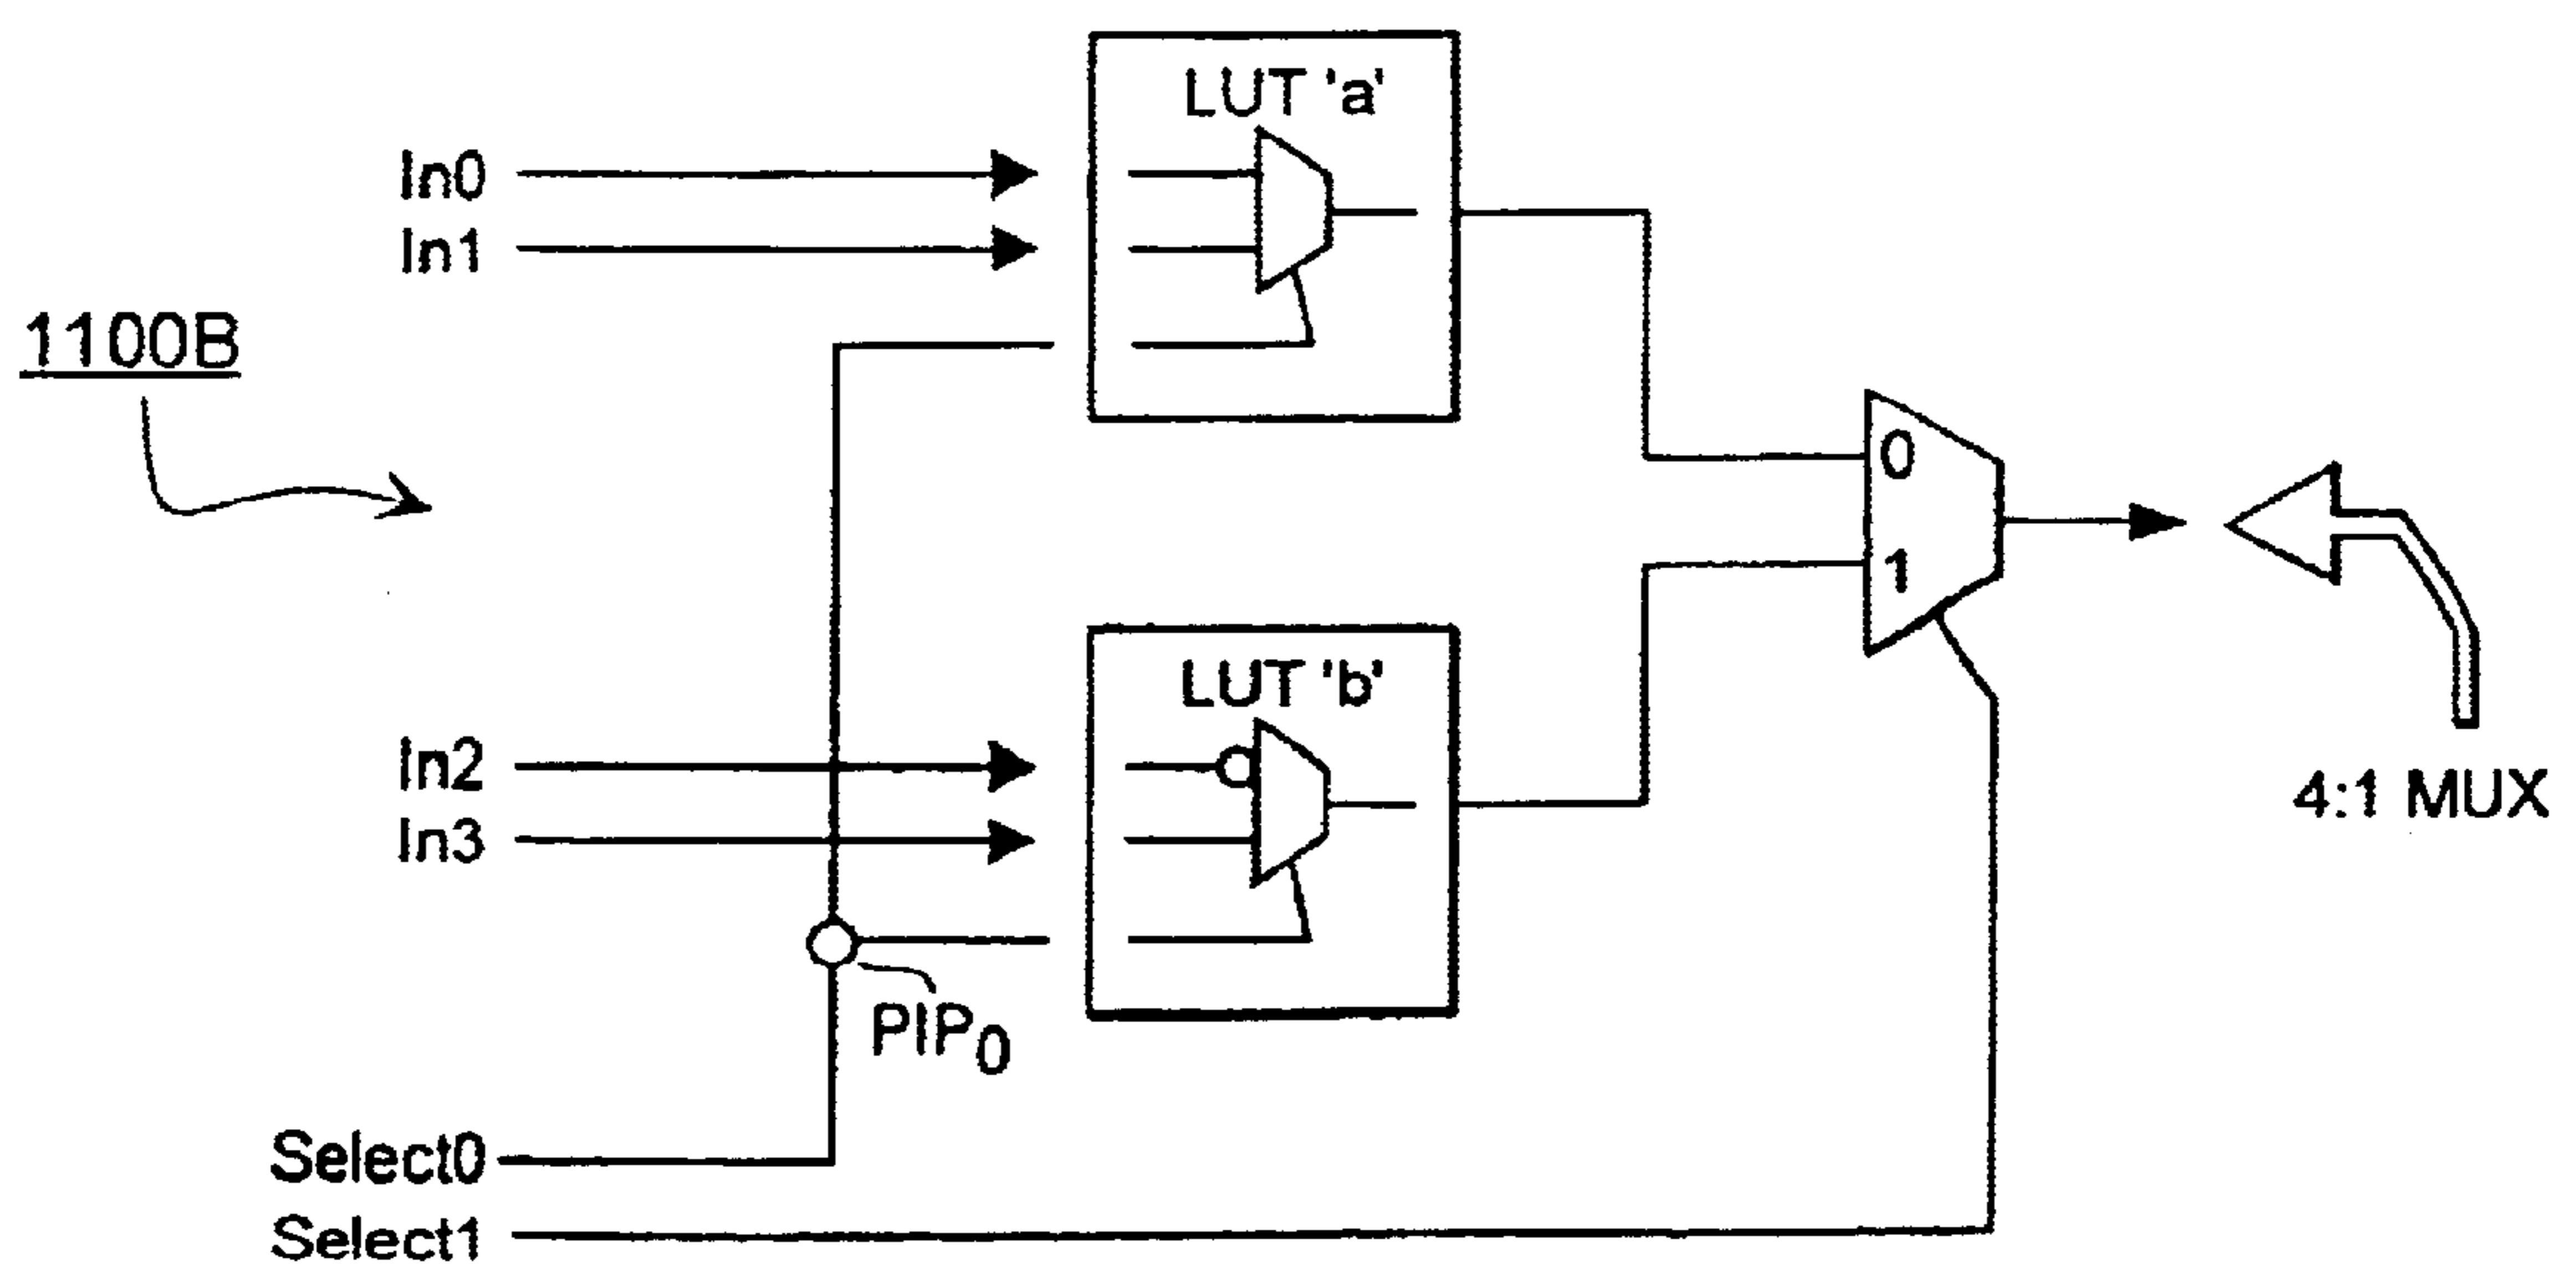 LUT 'a'
In0
In1
1100B
0
1
LUT 'b'
In2
In3
4:1 MUX
PIP0
Select0
Select1